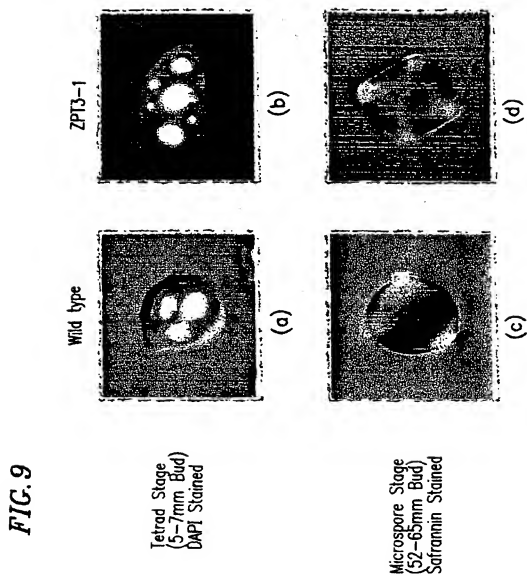 FIG. 9
Wild type
ZPT3-1
Tetrad Stage
(5-7mm Bud)
DAPI Stained
(a)
(b)
Microspore Stage
(52-65mm Bud)
Safrannin Stained
(c)
(d)